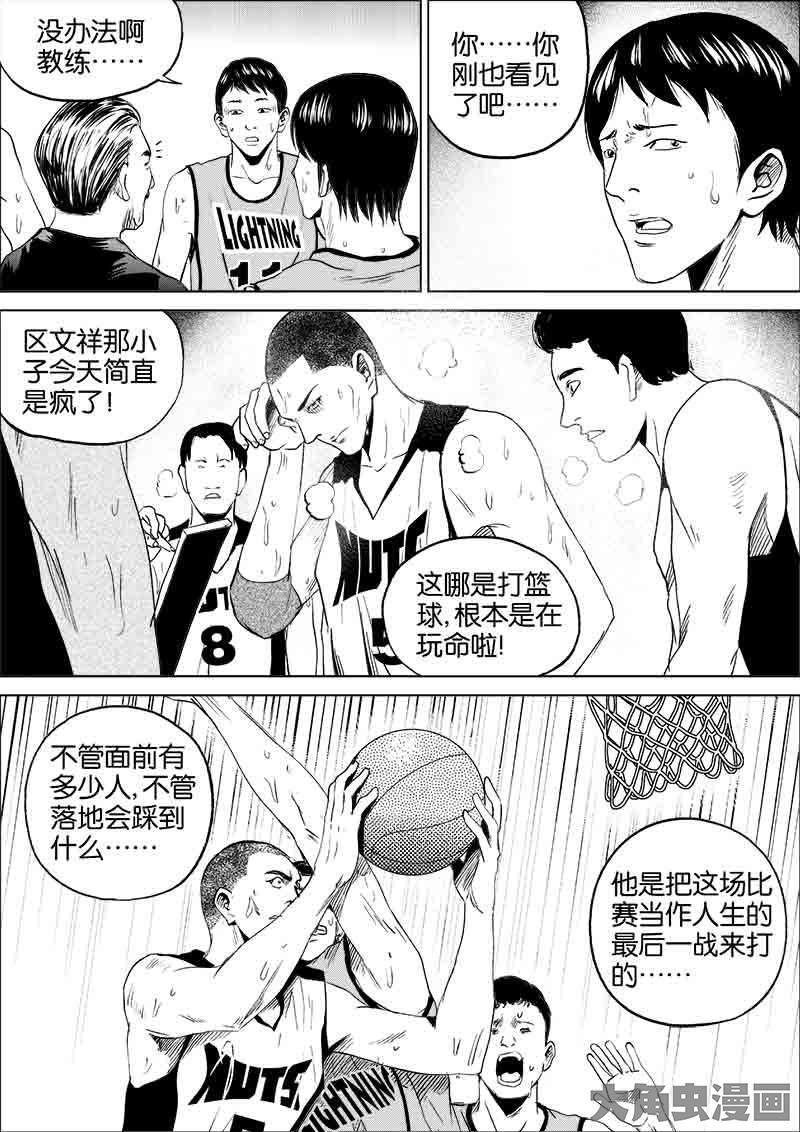 没办法啊
教练……
LIGHTNING
11
你……你
刚也看见
了吧……
区文祥那小
子今天简直
是疯了！
8
NUTS
5
这哪是打篮
球，根本是在
玩命啦！
不管面前有
多少人，不管
落地会踩到
什么……
他是把这场比
赛当作人生的
最后一战来打
的……
NUTS
LIGHTNING
大角虫漫画